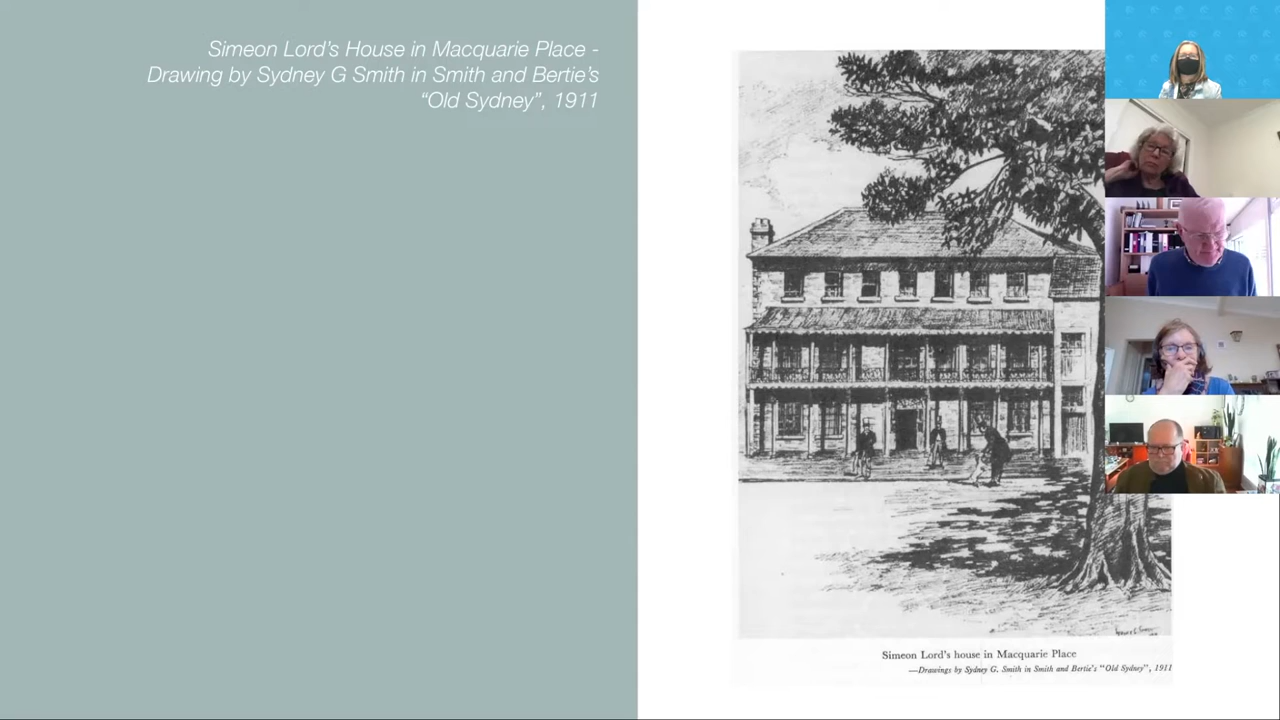 Simeon Lord's House in Macquarie Place -
Drawing by Sydney G Smith in Smith and Bertie's
“Old Sydney”, 1911
Simeon Lord's house in Macquarie Place
—Drawings by Sydney G. Smith in Smith and Bertie's “Old Sydney”, 1911